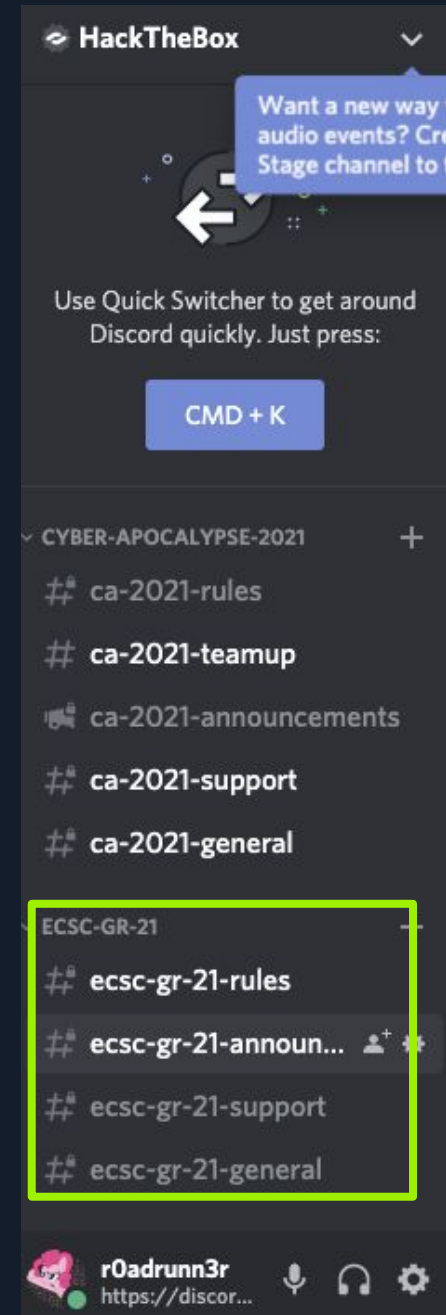 HackTheBox
Want a new way
audio events? Cre
Stage channel to
Use Quick Switcher to get around
Discord quickly. Just press:
CMD + K
CYBER-APOCALYPSE-2021
ca-2021-rules
ca-2021-teamup
ca-2021-announcements
ca-2021-support
ca-2021-general
ECSC-GR-21
ecsc-gr-21-rules
ecsc-gr-21-announ...
ecsc-gr-21-support
ecsc-gr-21-general
r0adrunn3r
https://discor...